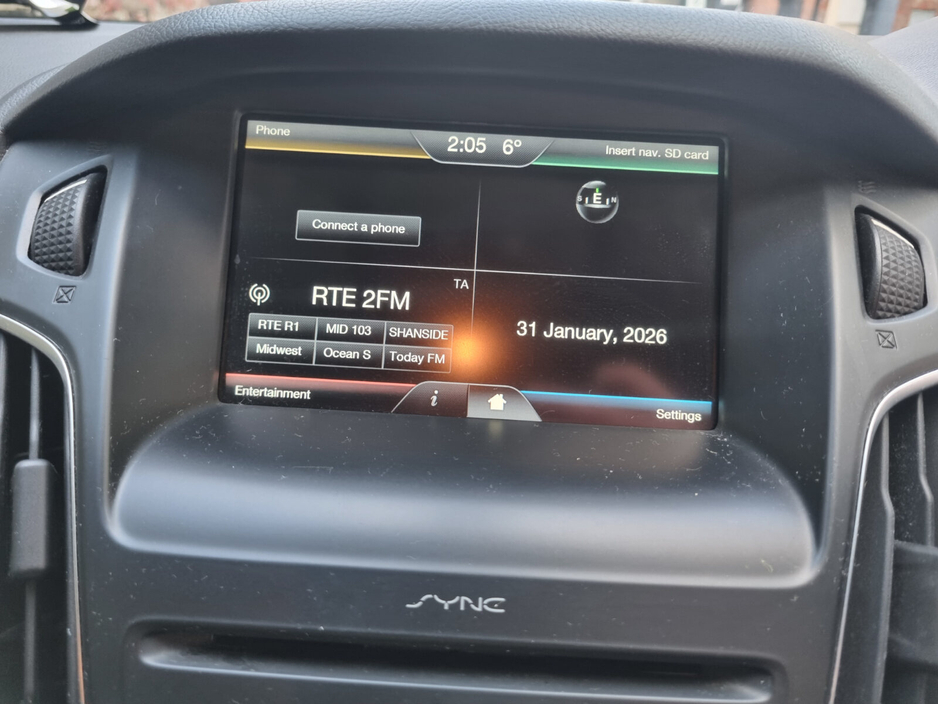 Phone
2:05 6°
Insert nav. SD card
S E N
Connect a phone
TA
RTE 2FM
RTE R1 MID 103 SHANSIDE
Midwest Ocean S Today FM
31 January, 2026
Entertainment
i
Settings
SYNC